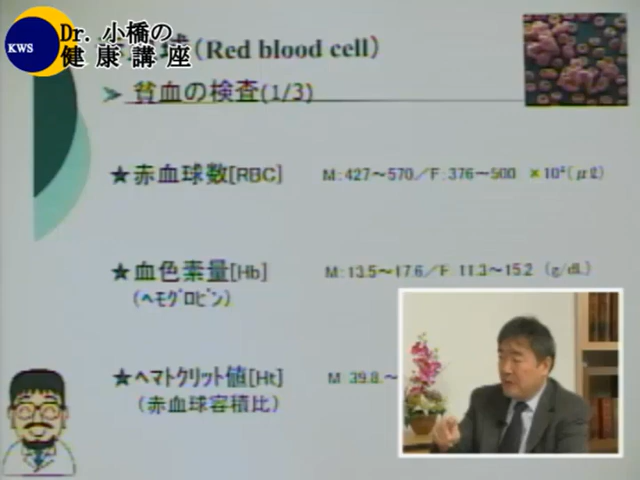 KWS
Dr. 小橋の
健康講座
球（Red blood cell）
➢ 貧血の検査(1/3)
★赤血球数[RBC] M:427～570／F:376～500
★血色素量[Hb] M:13.5～17.6／F:11.3～15.2 (g/dL)
(ヘモグロビン)
★ヘマトクリット値[Ht] M:39.8～
(赤血球容積比)